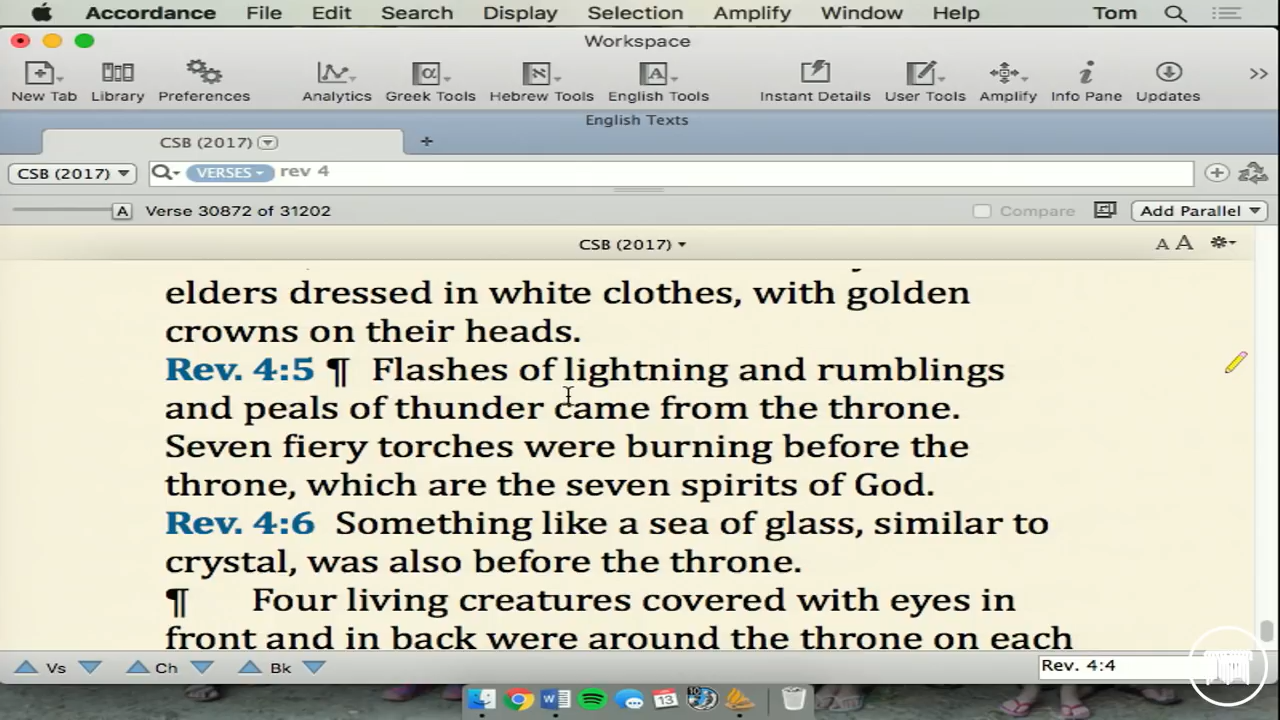 Accordance File Edit Search Display Selection Amplify Window Help Tom
Workspace
New Tab Library Preferences Analytics Greek Tools Hebrew Tools English Tools Instant Details User Tools Amplify Info Pane Updates
English Texts
CSB (2017)
CSB (2017) VERSES rev 4
Verse 30872 of 31202 Compare Add Parallel
CSB (2017) A A
elders dressed in white clothes, with golden
crowns on their heads.
Rev. 4:5 ¶ Flashes of lightning and rumblings
and peals of thunder came from the throne.
Seven fiery torches were burning before the
throne, which are the seven spirits of God.
Rev. 4:6 Something like a sea of glass, similar to
crystal, was also before the throne.
¶ Four living creatures covered with eyes in
front and in back were around the throne on each
Vs Ch Bk Rev. 4:4